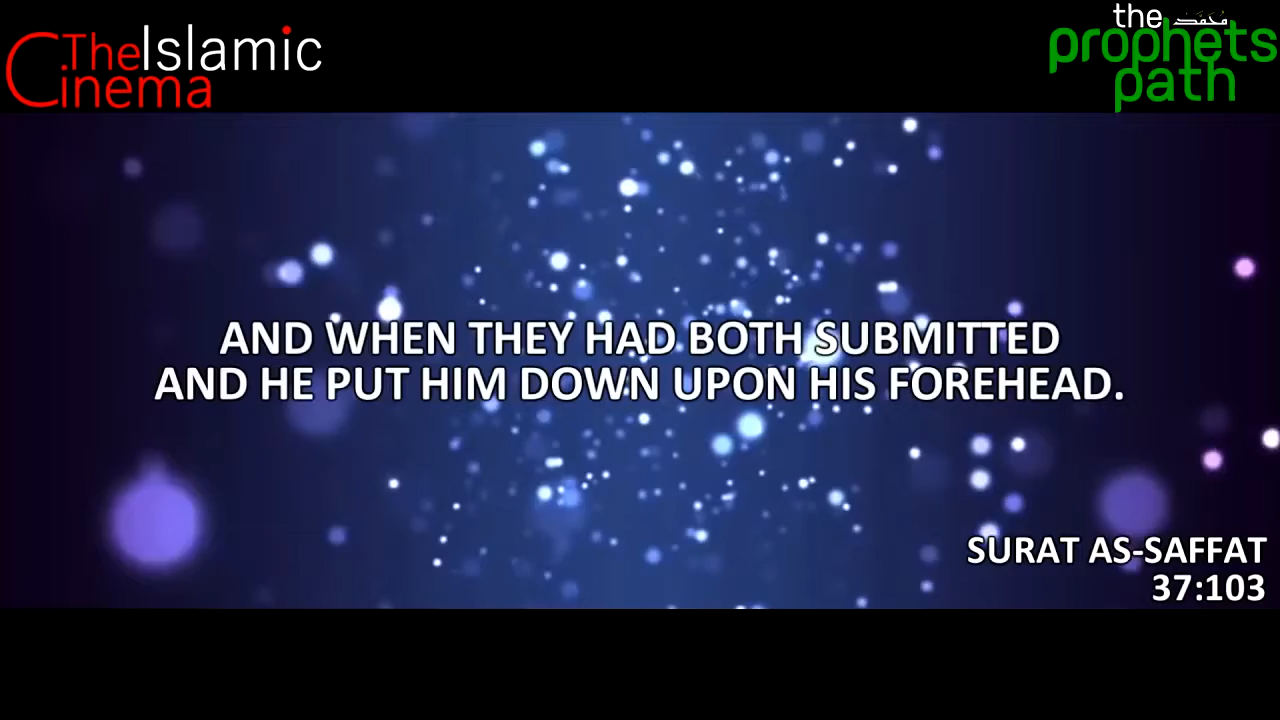 TheIslamic
Cinema
the محمد
prophets
path
AND WHEN THEY HAD BOTH SUBMITTED
AND HE PUT HIM DOWN UPON HIS FOREHEAD.
SURAT AS-SAFFAT
37:103